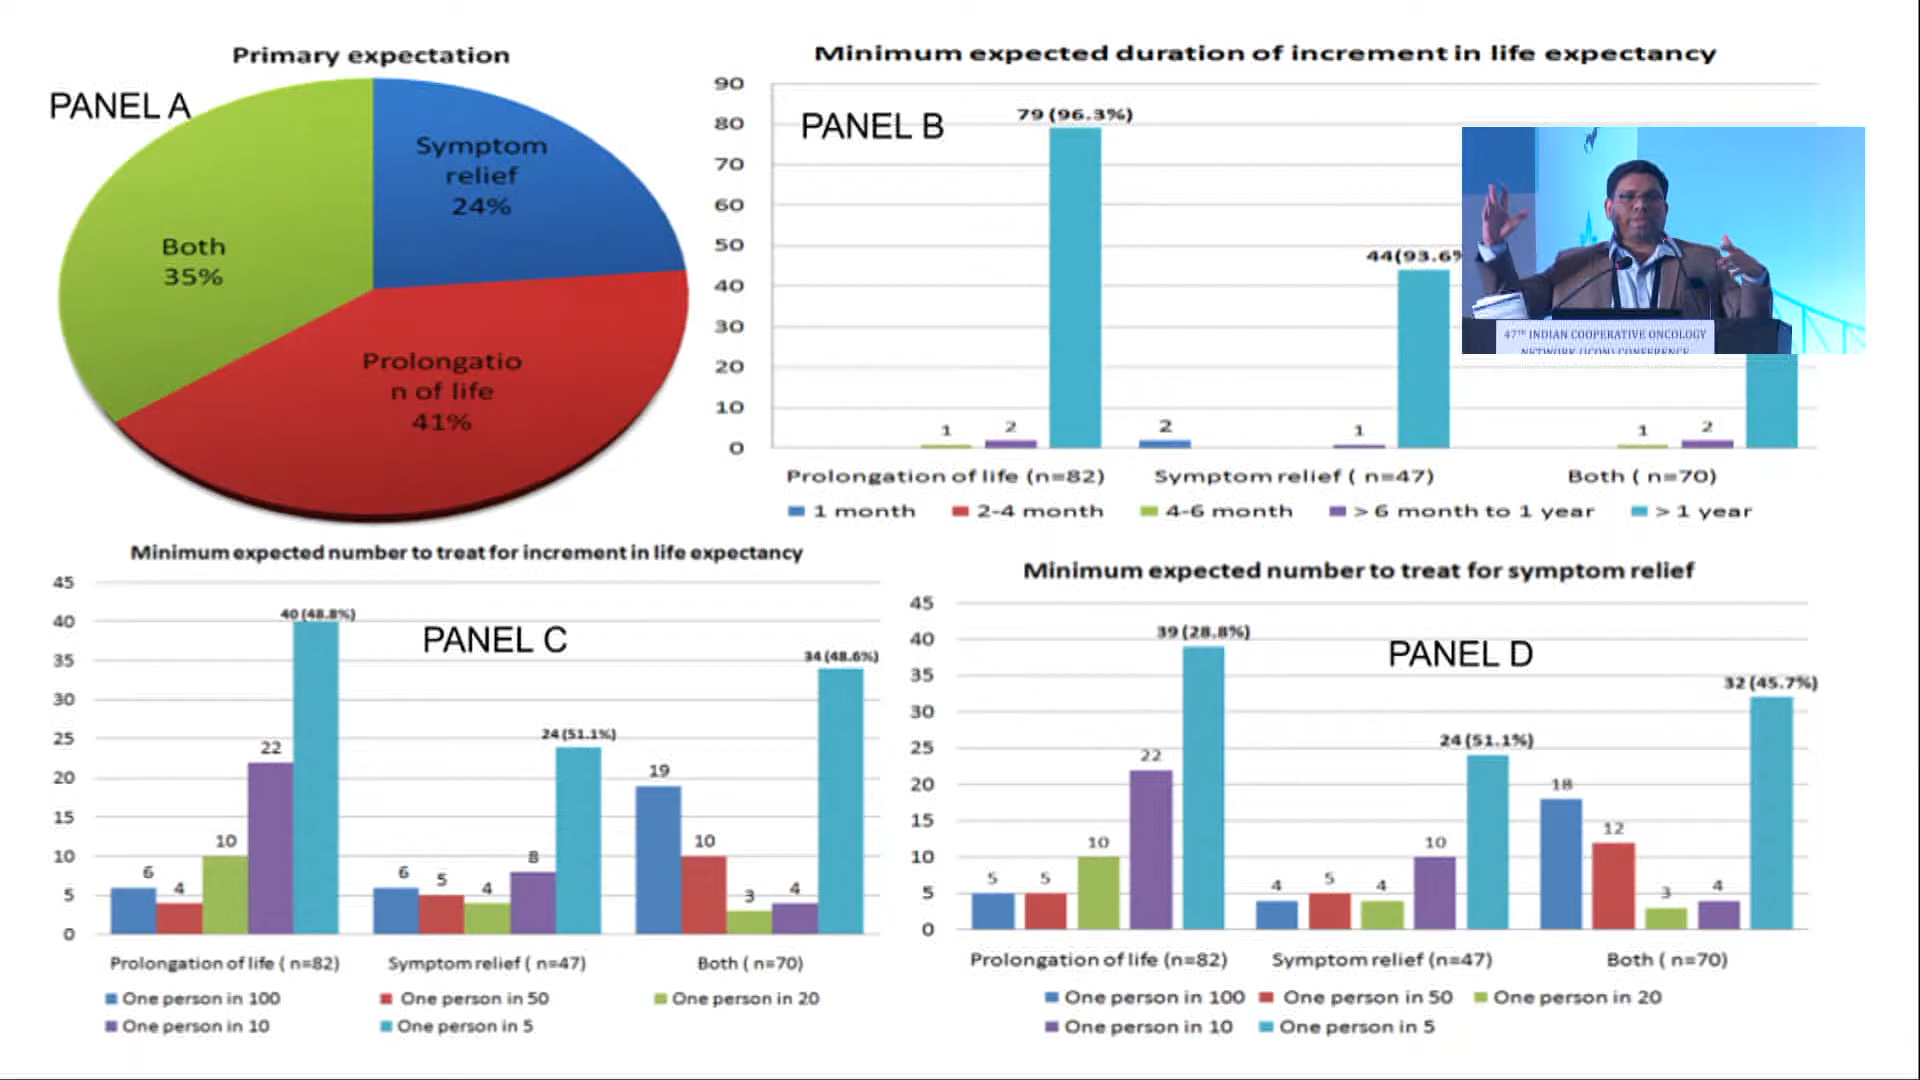 Primary expectation
PANEL A
Symptom
relief
24%
Both
35%
Prolongatio
n of life
41%
Minimum expected duration of increment in life expectancy
PANEL B
90
80
70
60
50
40
30
20
10
0
79 (96.3%)
44(93.6%
1
2
2
1
1
2
Prolongation of life (n=82)
Symptom relief ( n=47)
Both ( n=70)
1 month
2-4 month
4-6 month
> 6 month to 1 year
> 1 year
47TH INDIAN COOPERATIVE ONCOLOGY
NETWORK (ICON) CONFERENCE
Minimum expected number to treat for increment in life expectancy
PANEL C
45
40
35
30
25
20
15
10
5
0
6
4
10
22
40 (48.8%)
6
5
4
8
24 (51.1%)
19
10
3
4
34 (48.6%)
Prolongation of life ( n=82)
Symptom relief ( n=47)
Both ( n=70)
One person in 100
One person in 50
One person in 20
One person in 10
One person in 5
Minimum expected number to treat for symptom relief
PANEL D
45
40
35
30
25
20
15
10
5
0
5
5
10
22
39 (28.8%)
4
5
4
10
24 (51.1%)
18
12
3
4
32 (45.7%)
Prolongation of life (n=82)
Symptom relief (n=47)
Both ( n=70)
One person in 100
One person in 50
One person in 20
One person in 10
One person in 5